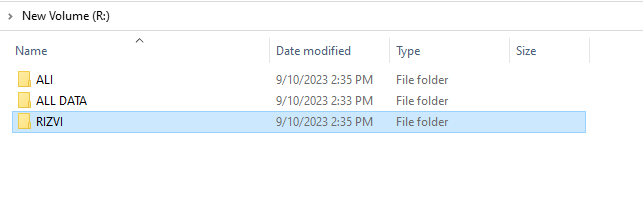 New Volume (R:)
Name Date modified Type Size
ALI 9/10/2023 2:35 PM File folder
ALL DATA 9/10/2023 2:33 PM File folder
RIZVI 9/10/2023 2:35 PM File folder